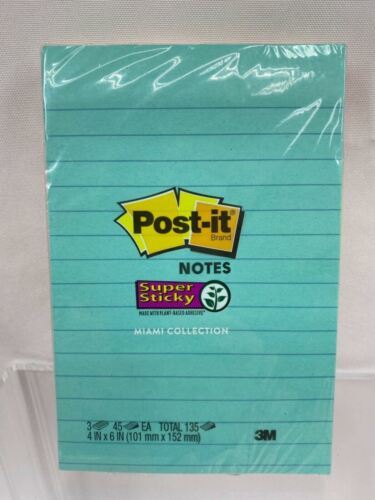 Post-it®
Brand
NOTES
Super
Sticky
MADE WITH PLANT-BASED ADHESIVE*
MIAMI COLLECTION
3 45 EA TOTAL 135
4 IN x 6 IN (101 mm x 152 mm)
3M